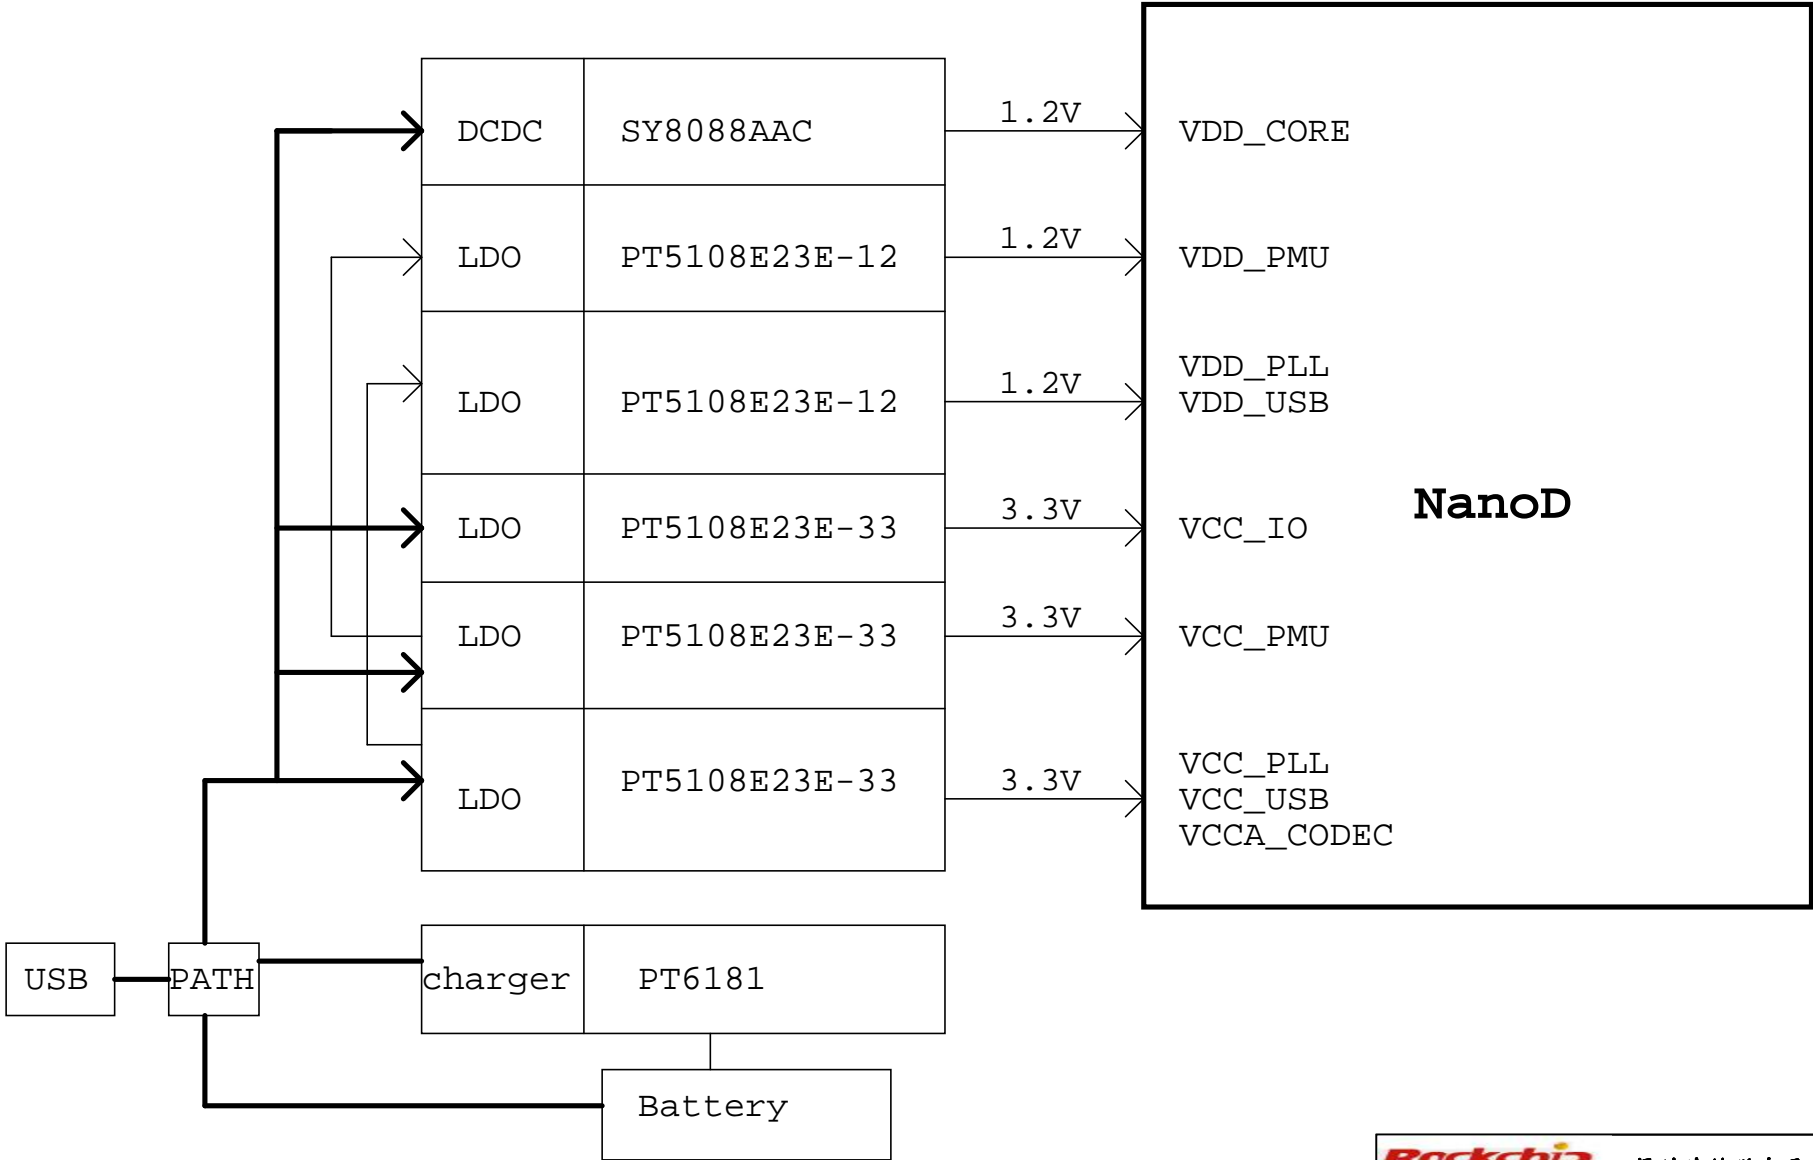 DCDC SY8088AAC 1.2V VDD_CORE
LDO PT5108E23E-12 1.2V VDD_PMU
VDD_PLL
LDO PT5108E23E-12 1.2V VDD_USB
NanoD
LDO PT5108E23E-33 3.3V VCC_IO
LDO PT5108E23E-33 3.3V VCC_PMU
VCC_PLL
LDO PT5108E23E-33 3.3V VCC_USB
VCCA_CODEC
USB PATH charger PT6181
Battery
Rockchip